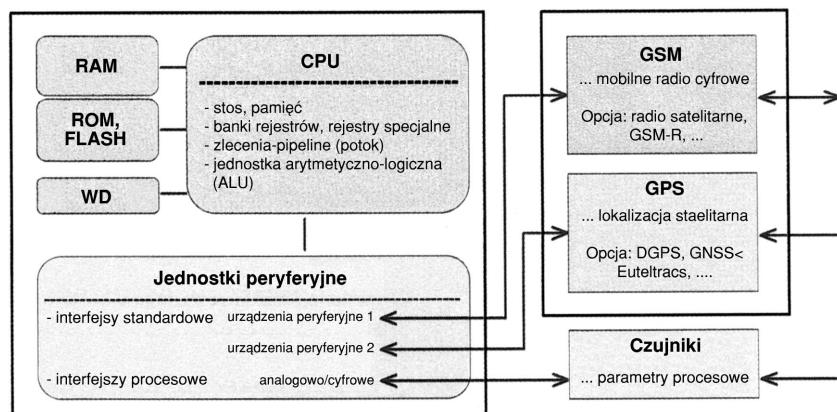 RAM
ROM,
FLASH
WD
CPU
- stos, pamięć
- banki rejestrów, rejestry specjalne
- zlecenia-pipeline (potok)
- jednostka arytmetyczno-logiczna
(ALU)
Jednostki peryferyjne
- interfejsy standardowe urządzenia peryferyjne 1
urządzenia peryferyjne 2
- interfejszy procesowe analogowo/cyfrowe
GSM
... mobilne radio cyfrowe
Opcja: radio satelitarne,
GSM-R, ...
GPS
... lokalizacja staelitarna
Opcja: DGPS, GNSS<
Euteltracs, ....
Czujniki
... parametry procesowe